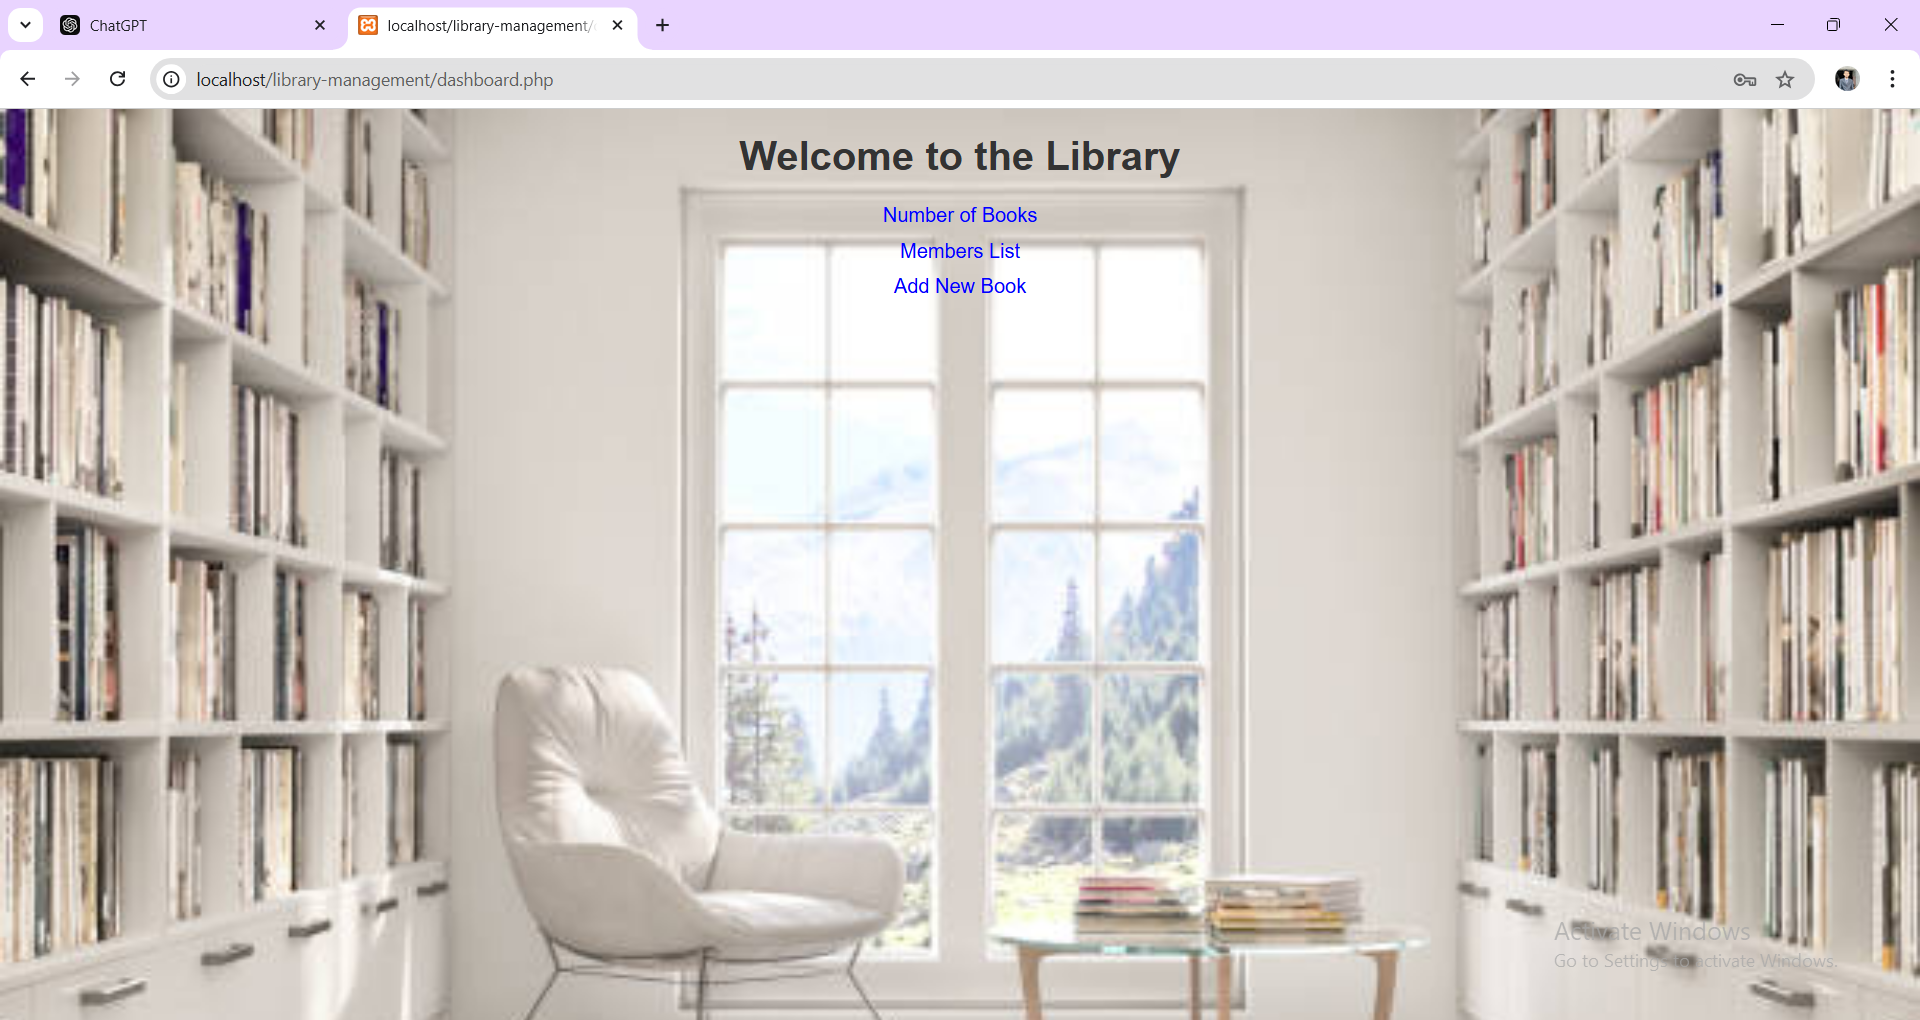 ChatGPT
localhost/library-management/
localhost/library-management/dashboard.php
Welcome to the Library
Number of Books
Members List
Add New Book
Activate Windows
Go to Settings to activate Windows.